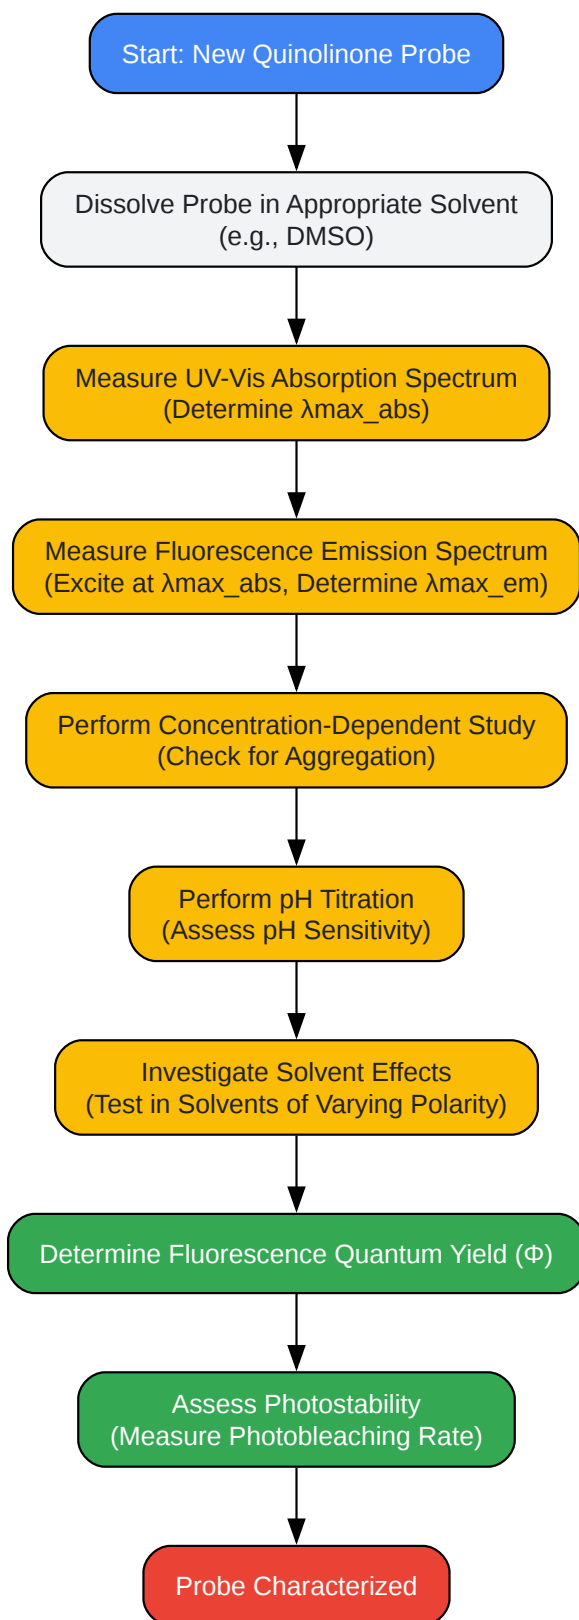 Start: New Quinolinone Probe
Dissolve Probe in Appropriate Solvent
(e.g., DMSO)
Measure UV-Vis Absorption Spectrum
(Determine λmax_abs)
Measure Fluorescence Emission Spectrum
(Excite at λmax_abs, Determine λmax_em)
Perform Concentration-Dependent Study
(Check for Aggregation)
Perform pH Titration
(Assess pH Sensitivity)
Investigate Solvent Effects
(Test in Solvents of Varying Polarity)
Determine Fluorescence Quantum Yield (Φ)
Assess Photostability
(Measure Photobleaching Rate)
Probe Characterized